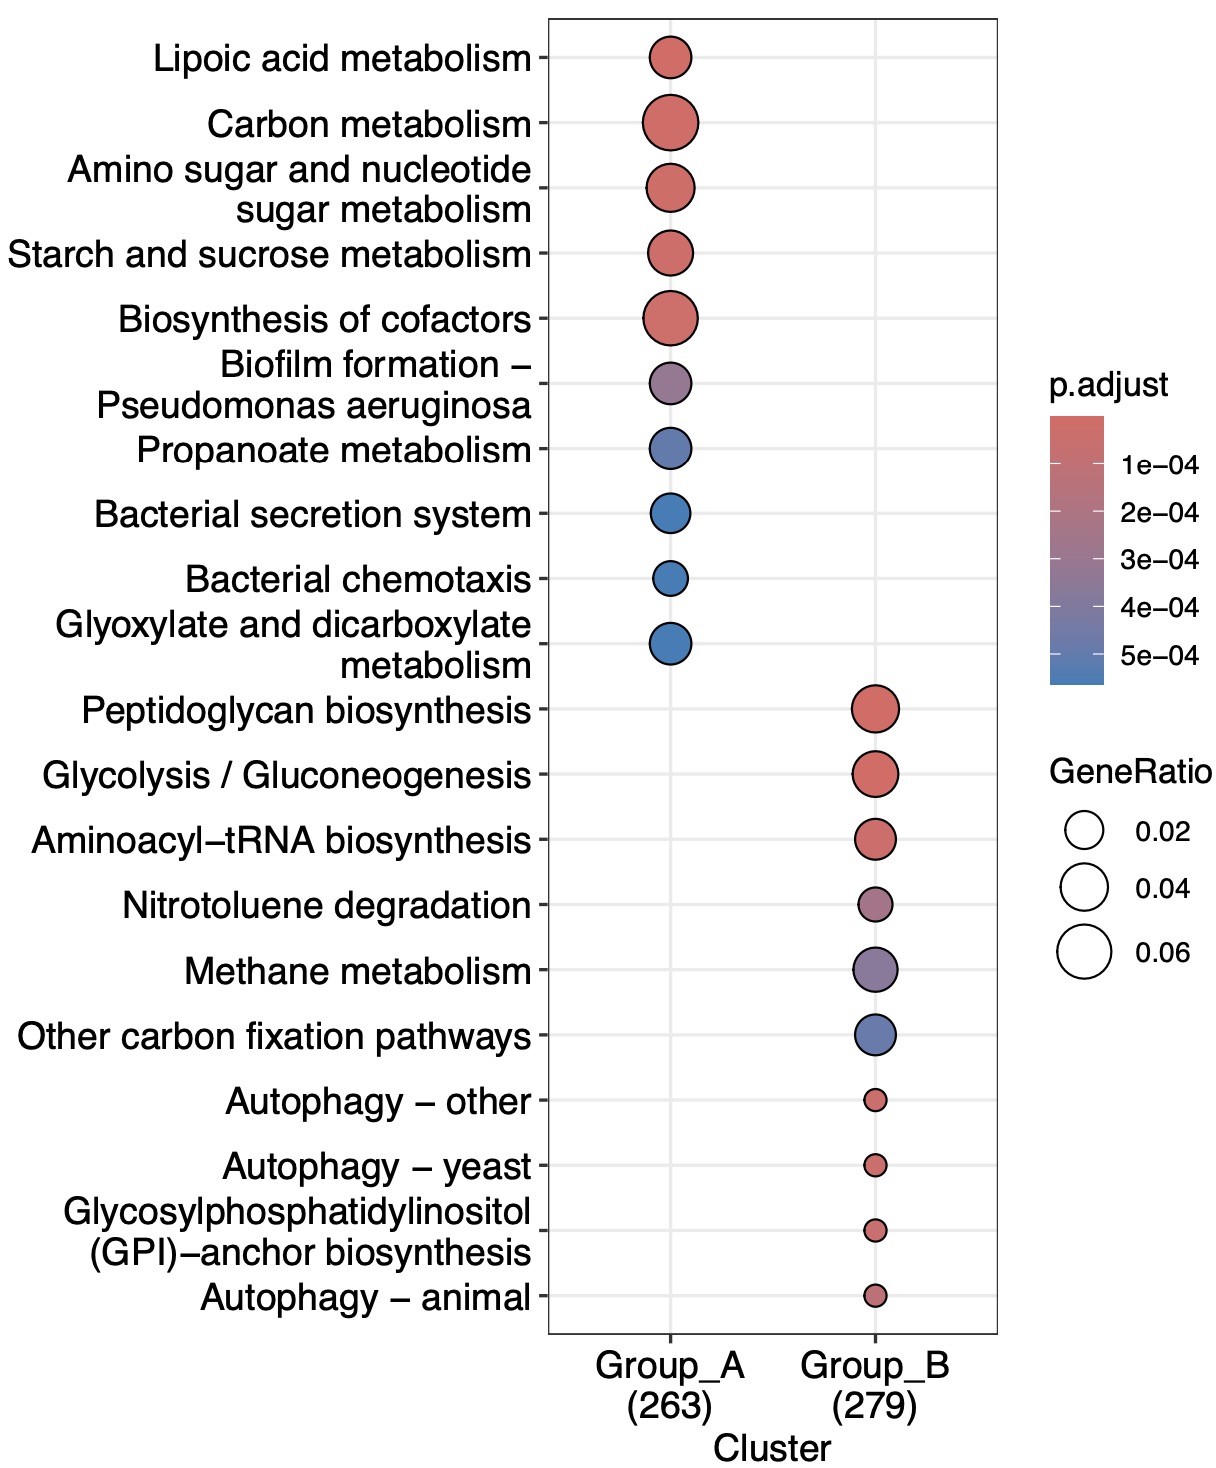 Lipoic acid metabolism
Carbon metabolism
Amino sugar and nucleotide
sugar metabolism
Starch and sucrose metabolism
Biosynthesis of cofactors
Biofilm formation −
Pseudomonas aeruginosa
Propanoate metabolism
Bacterial secretion system
Bacterial chemotaxis
Glyoxylate and dicarboxylate
metabolism
Peptidoglycan biosynthesis
Glycolysis / Gluconeogenesis
Aminoacyl−tRNA biosynthesis
Nitrotoluene degradation
Methane metabolism
Other carbon fixation pathways
Autophagy − other
Autophagy − yeast
Glycosylphosphatidylinositol
(GPI)−anchor biosynthesis
Autophagy − animal
Group_A
(263)
Group_B
(279)
Cluster
p.adjust
1e−04
2e−04
3e−04
4e−04
5e−04
GeneRatio
0.02
0.04
0.06